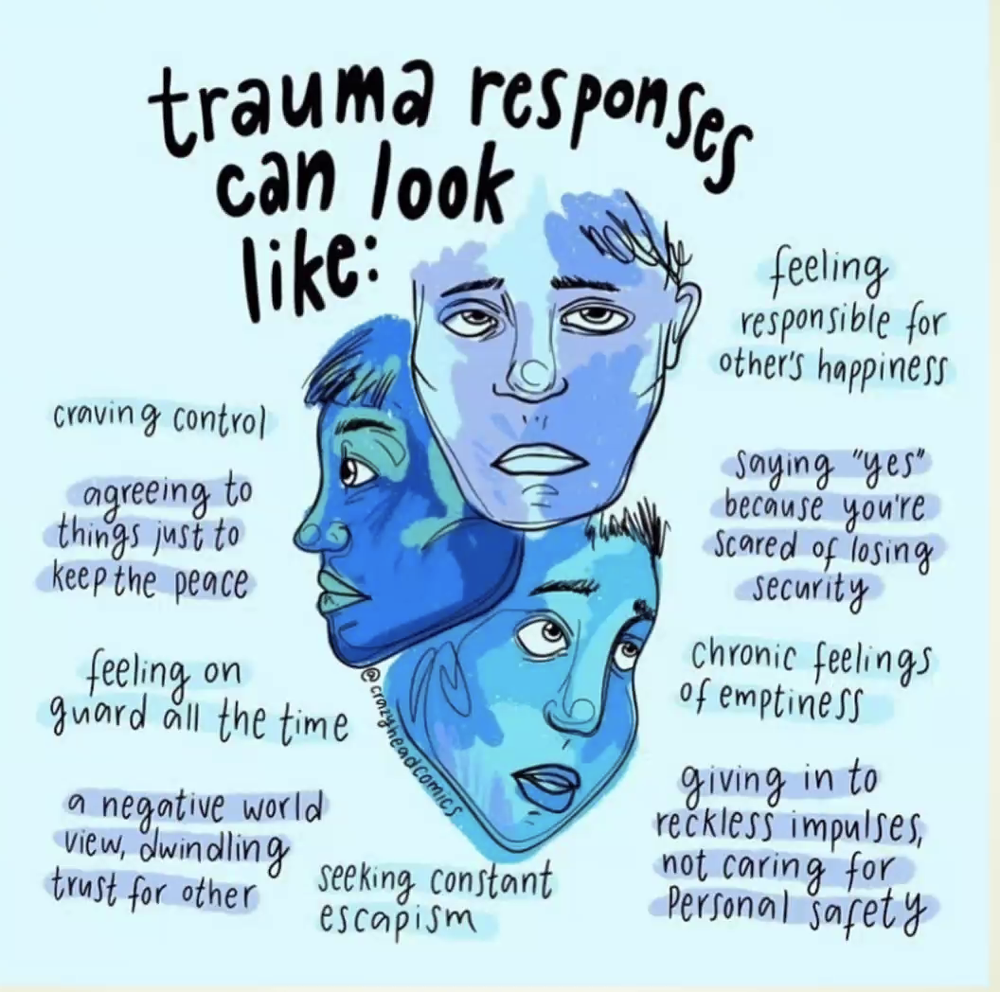 trauma responses
can look
like:
feeling
responsible for
other's happiness
craving control
agreeing to
things just to
keep the peace
saying "yes"
because you're
scared of losing
security
feeling on
guard all the time
chronic feelings
of emptiness
@crazyheadcomics
a negative world
view, dwindling
trust for other
seeking constant
escapism
giving in to
reckless impulses,
not caring for
personal safety